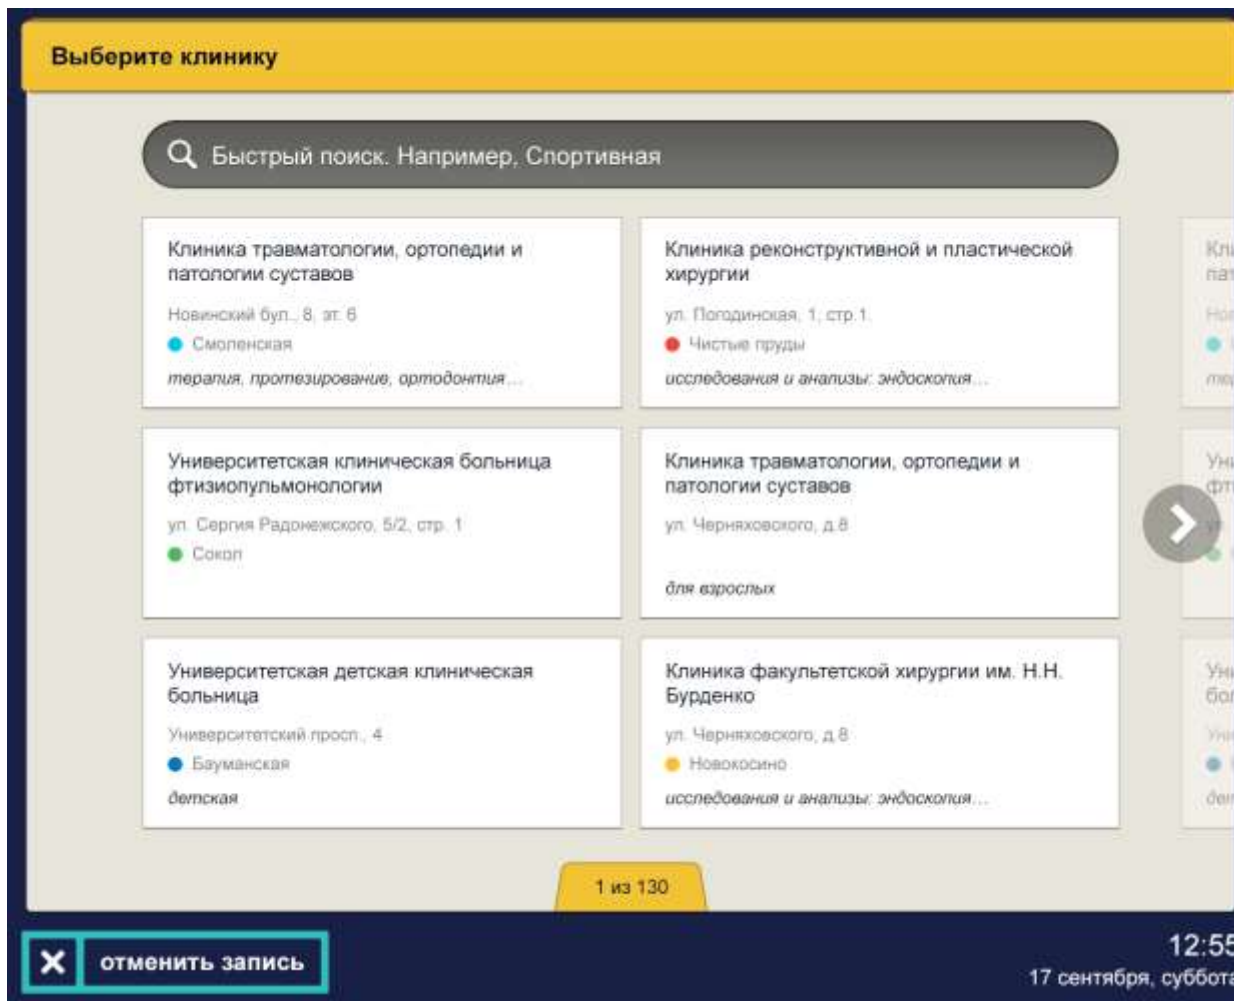 Выберите клинику
Быстрый поиск. Например, Спортивная
Клиника травматологии, ортопедии и
патологии суставов
Новинский бул., 8, эт. 6
Смоленская
терапия, протезирование, ортодонтия...
Клиника реконструктивной и пластической
хирургии
ул. Погодинская, 1, стр.1.
Чистые пруды
исследования и анализы: эндоскопия...
Университетская клиническая больница
фтизиопульмонологии
ул. Сергия Радонежского, 5/2, стр. 1
Сокол
Клиника травматологии, ортопедии и
патологии суставов
ул. Черняховского, д.8
для взрослых
Университетская детская клиническая
больница
Университетский просп., 4
Бауманская
детская
Клиника факультетской хирургии им. Н.Н.
Бурденко
ул. Черняховского, д.8
Новокосино
исследования и анализы: эндоскопия...
1 из 130
отменить запись
12:55
17 сентября, суббота